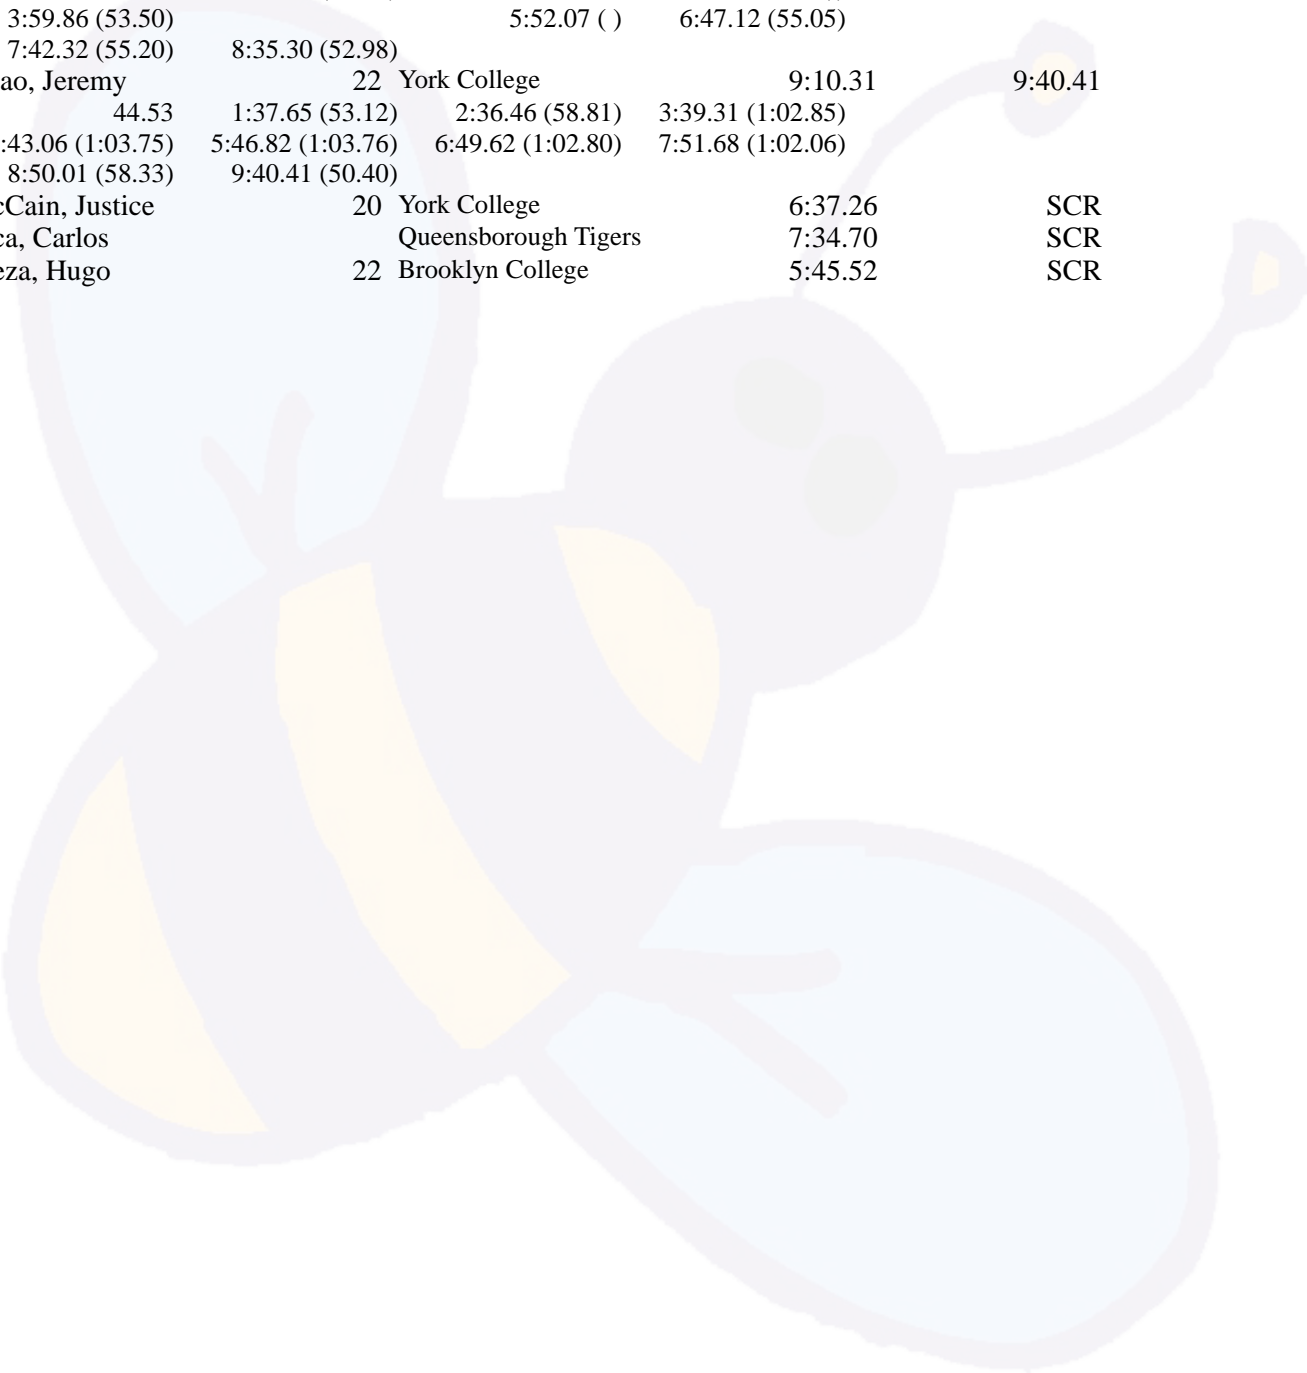 3:59.86 (53.50) 5:52.07 ( ) 6:47.12 (55.05)
7:42.32 (55.20) 8:35.30 (52.98)
ao, Jeremy 22 York College 9:10.31 9:40.41
44.53 1:37.65 (53.12) 2:36.46 (58.81) 3:39.31 (1:02.85)
:43.06 (1:03.75) 5:46.82 (1:03.76) 6:49.62 (1:02.80) 7:51.68 (1:02.06)
8:50.01 (58.33) 9:40.41 (50.40)
cCain, Justice 20 York College 6:37.26 SCR
ca, Carlos Queensborough Tigers 7:34.70 SCR
eza, Hugo 22 Brooklyn College 5:45.52 SCR